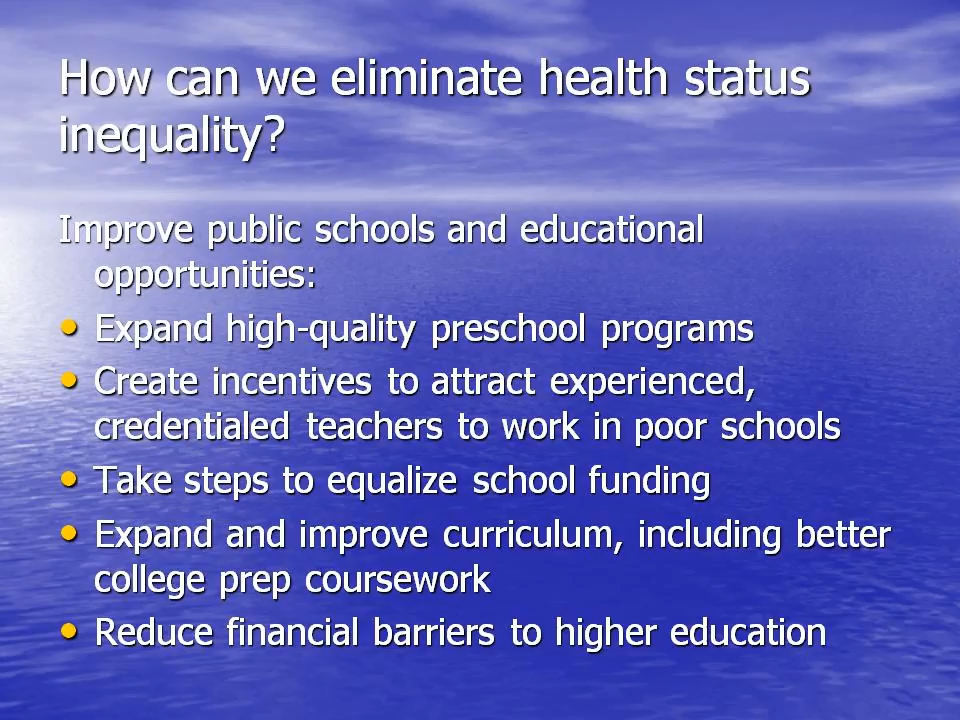 How can we eliminate health status
inequality?
Improve public schools and educational
opportunities:
• Expand high-quality preschool programs
• Create incentives to attract experienced,
credentialed teachers to work in poor schools
• Take steps to equalize school funding
• Expand and improve curriculum, including better
college prep coursework
• Reduce financial barriers to higher education